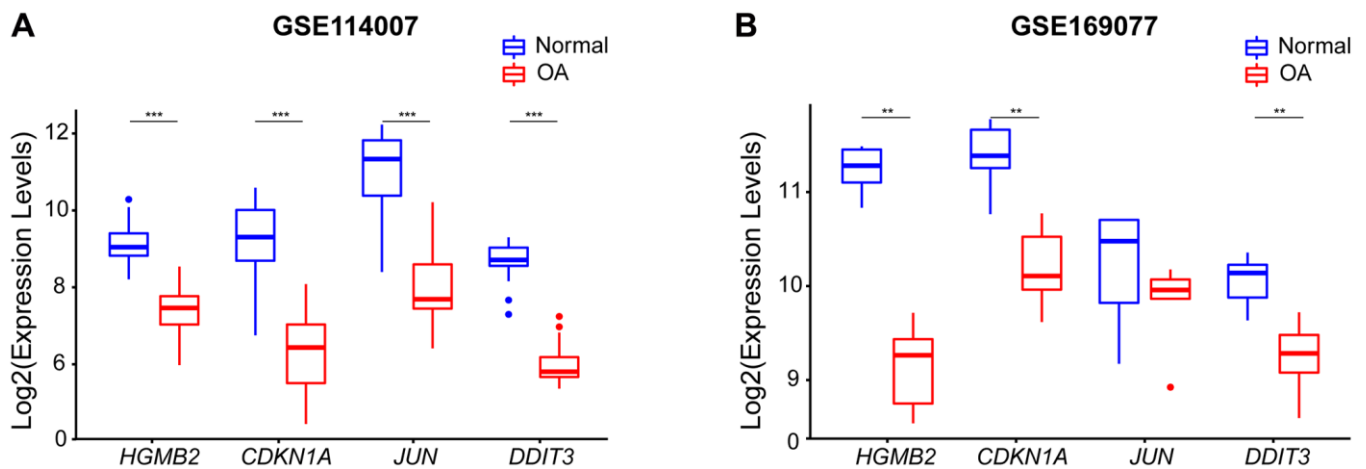 A
GSE114007
Normal
OA
Log2(Expression Levels)
12
10
8
6
0
***
***
***
***
HGMB2
CDKN1A
JUN
DDIT3
B
GSE169077
Normal
OA
Log2(Expression Levels)
11
10
9
0
**
**
**
HGMB2
CDKN1A
JUN
DDIT3